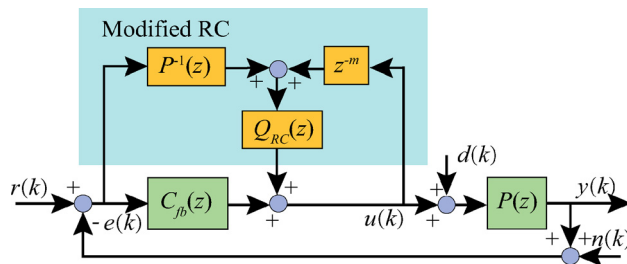 Modified RC
P⁻¹(z)
+
+
z⁻ᵐ
Q_RC(z)
d(k)
r(k)
+
-
e(k)
C_fb(z)
+
+
u(k)
+
+
P(z)
y(k)
+
+
n(k)